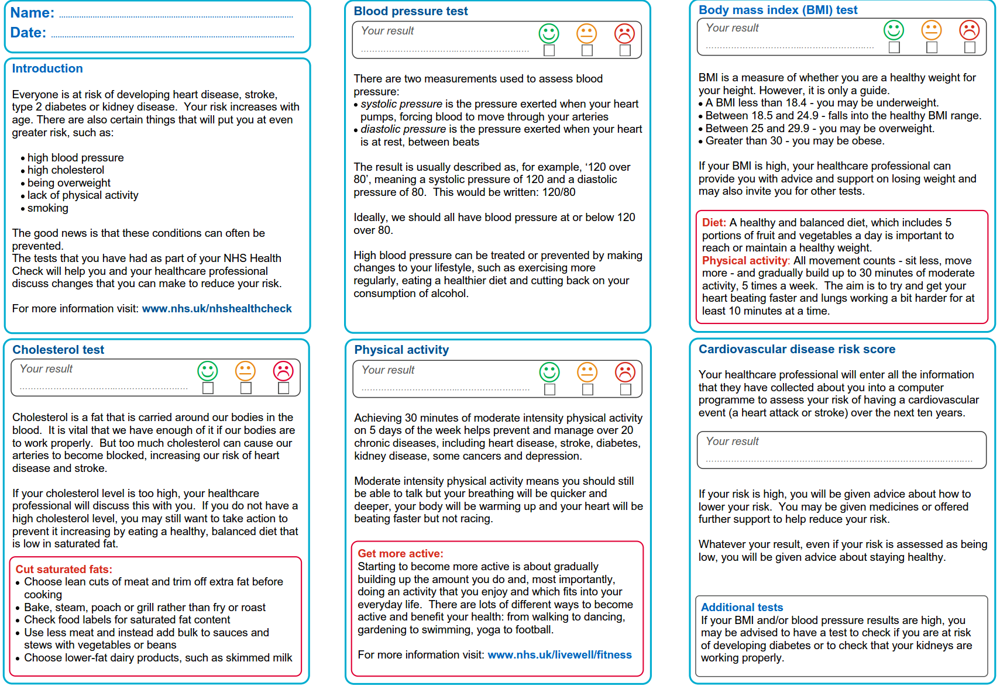 Name: ............................................................
Date: ............................................................
Introduction
Everyone is at risk of developing heart disease, stroke,
type 2 diabetes or kidney disease.  Your risk increases with
age. There are also certain things that will put you at even
greater risk, such as:
• high blood pressure
• high cholesterol
• being overweight
• lack of physical activity
• smoking
The good news is that these conditions can often be
prevented.
The tests that you have had as part of your NHS Health
Check will help you and your healthcare professional
discuss changes that you can make to reduce your risk.
For more information visit: www.nhs.uk/nhshealthcheck
Blood pressure test
Your result
............................................................
There are two measurements used to assess blood
pressure:
• systolic pressure is the pressure exerted when your heart
pumps, forcing blood to move through your arteries
• diastolic pressure is the pressure exerted when your heart
is at rest, between beats
The result is usually described as, for example, ‘120 over
80’, meaning a systolic pressure of 120 and a diastolic
pressure of 80.  This would be written: 120/80
Ideally, we should all have blood pressure at or below 120
over 80.
High blood pressure can be treated or prevented by making
changes to your lifestyle, such as exercising more
regularly, eating a healthier diet and cutting back on your
consumption of alcohol.
Body mass index (BMI) test
Your result
............................................................
BMI is a measure of whether you are a healthy weight for
your height. However, it is only a guide.
• A BMI less than 18.4 - you may be underweight.
• Between 18.5 and 24.9 - falls into the healthy BMI range.
• Between 25 and 29.9 - you may be overweight.
• Greater than 30 - you may be obese.
If your BMI is high, your healthcare professional can
provide you with advice and support on losing weight and
may also invite you for other tests.
Diet: A healthy and balanced diet, which includes 5
portions of fruit and vegetables a day is important to
reach or maintain a healthy weight.
Physical activity: All movement counts - sit less, move
more - and gradually build up to 30 minutes of moderate
activity, 5 times a week.  The aim is to try and get your
heart beating faster and lungs working a bit harder for at
least 10 minutes at a time.
Cholesterol test
Your result
............................................................
Cholesterol is a fat that is carried around our bodies in the
blood.  It is vital that we have enough of it if our bodies are
to work properly.  But too much cholesterol can cause our
arteries to become blocked, increasing our risk of heart
disease and stroke.
If your cholesterol level is too high, your healthcare
professional will discuss this with you.  If you do not have a
high cholesterol level, you may still want to take action to
prevent it increasing by eating a healthy, balanced diet that
is low in saturated fat.
Cut saturated fats:
• Choose lean cuts of meat and trim off extra fat before
cooking
• Bake, steam, poach or grill rather than fry or roast
• Check food labels for saturated fat content
• Use less meat and instead add bulk to sauces and
stews with vegetables or beans
• Choose lower-fat dairy products, such as skimmed milk
Physical activity
Your result
............................................................
Achieving 30 minutes of moderate intensity physical activity
on 5 days of the week helps prevent and manage over 20
chronic diseases, including heart disease, stroke, diabetes,
kidney disease, some cancers and depression.
Moderate intensity physical activity means you should still
be able to talk but your breathing will be quicker and
deeper, your body will be warming up and your heart will be
beating faster but not racing.
Get more active:
Starting to become more active is about gradually
building up the amount you do and, most importantly,
doing an activity that you enjoy and which fits into your
everyday life.  There are lots of different ways to become
active and benefit your health: from walking to dancing,
gardening to swimming, yoga to football.
For more information visit: www.nhs.uk/livewell/fitness
Cardiovascular disease risk score
Your healthcare professional will enter all the information
that they have collected about you into a computer
programme to assess your risk of having a cardiovascular
event (a heart attack or stroke) over the next ten years.
Your result
............................................................
If your risk is high, you will be given advice about how to
lower your risk.  You may be given medicines or offered
further support to help reduce your risk.
Whatever your result, even if your risk is assessed as being
low, you will be given advice about staying healthy.
Additional tests
If your BMI and/or blood pressure results are high, you
may be advised to have a test to check if you are at risk
of developing diabetes or to check that your kidneys are
working properly.